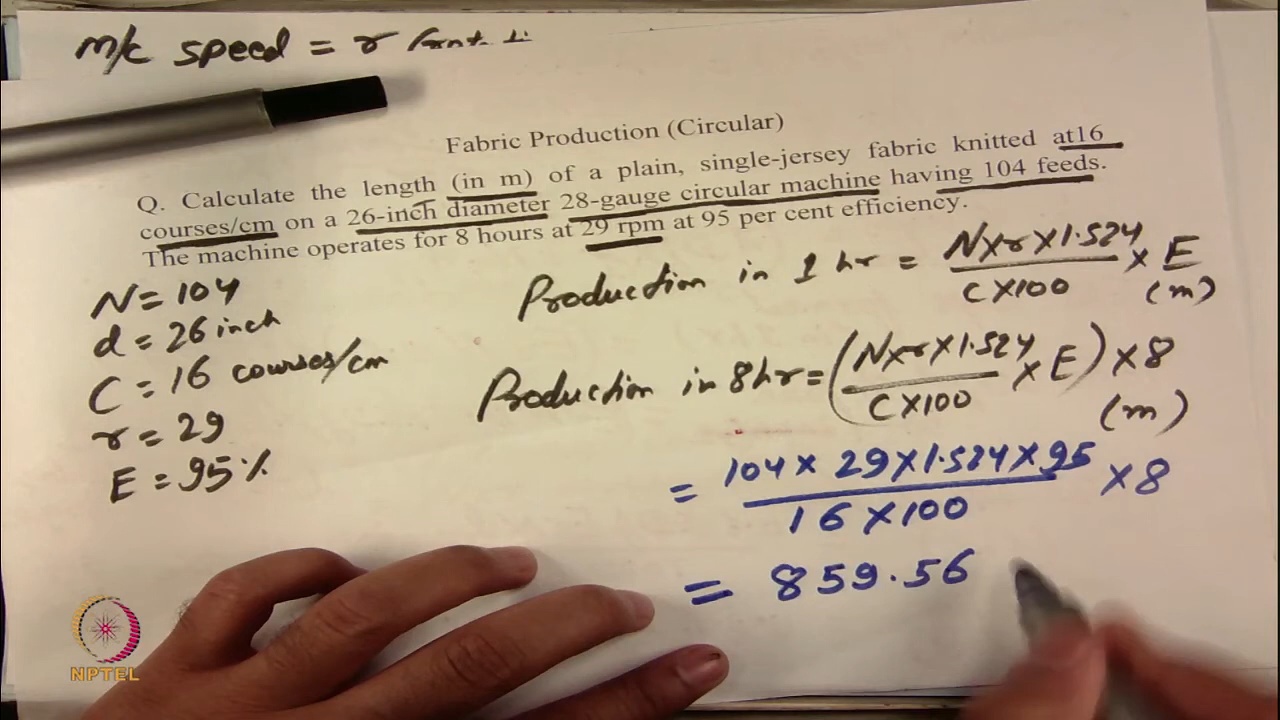 m/c speed = r
Fabric Production (Circular)
Q. Calculate the length (in m) of a plain, single-jersey fabric knitted at16
courses/cm on a 26-inch diameter 28-gauge circular machine having 104 feeds.
The machine operates for 8 hours at 29 rpm at 95 per cent efficiency.
N = 104
d = 26 inch
C = 16 courses/cm
r = 29
E = 95%
Production in 1 hr = N×r×1.524 / C×100 × E (m)
Production in 8hr = (N×r×1.524 / C×100 × E) × 8 (m)
= 104 × 29 × 1.524 × 95 / 16 × 100 × 8
= 859.56
NPTEL